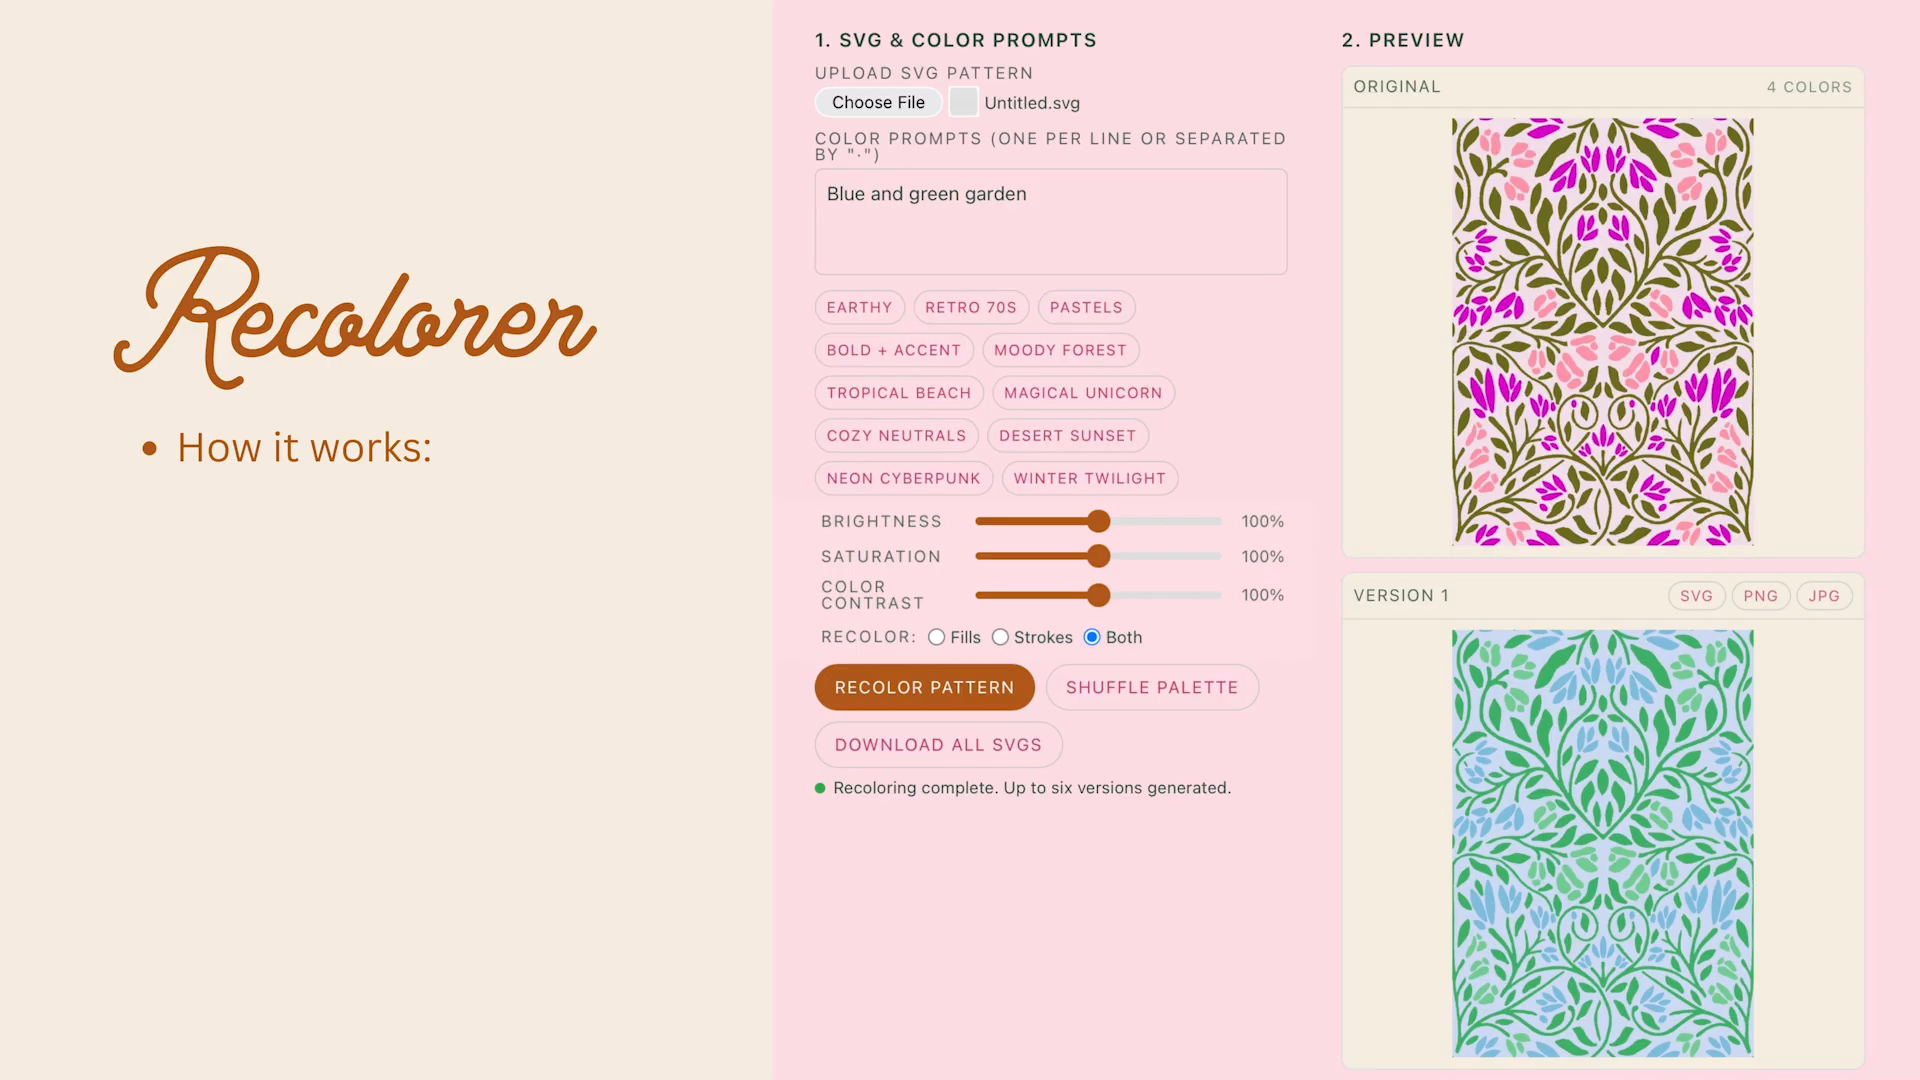 Recolorer
• How it works:
1. SVG & COLOR PROMPTS
UPLOAD SVG PATTERN
Choose File Untitled.svg
COLOR PROMPTS (ONE PER LINE OR SEPARATED
BY "·")
Blue and green garden
EARTHY RETRO 70S PASTELS
BOLD + ACCENT MOODY FOREST
TROPICAL BEACH MAGICAL UNICORN
COZY NEUTRALS DESERT SUNSET
NEON CYBERPUNK WINTER TWILIGHT
BRIGHTNESS 100%
SATURATION 100%
COLOR
CONTRAST 100%
RECOLOR: Fills Strokes Both
RECOLOR PATTERN SHUFFLE PALETTE
DOWNLOAD ALL SVGS
Recoloring complete. Up to six versions generated.
2. PREVIEW
ORIGINAL 4 COLORS
VERSION 1 SVG PNG JPG